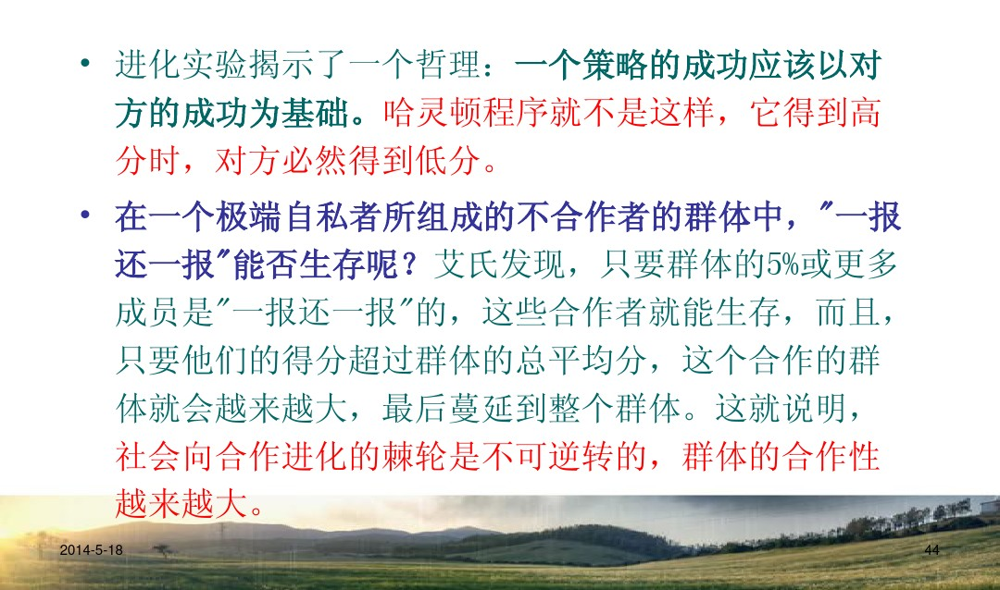 • 进化实验揭示了一个哲理：一个策略的成功应该以对
方的成功为基础。哈灵顿程序就不是这样，它得到高
分时，对方必然得到低分。
• 在一个极端自私者所组成的不合作者的群体中，"一报
还一报"能否生存呢？艾氏发现，只要群体的5%或更多
成员是"一报还一报"的，这些合作者就能生存，而且，
只要他们的得分超过群体的总平均分，这个合作的群
体就会越来越大，最后蔓延到整个群体。这就说明，
社会向合作进化的棘轮是不可逆转的，群体的合作性
越来越大。
2014-5-18
44